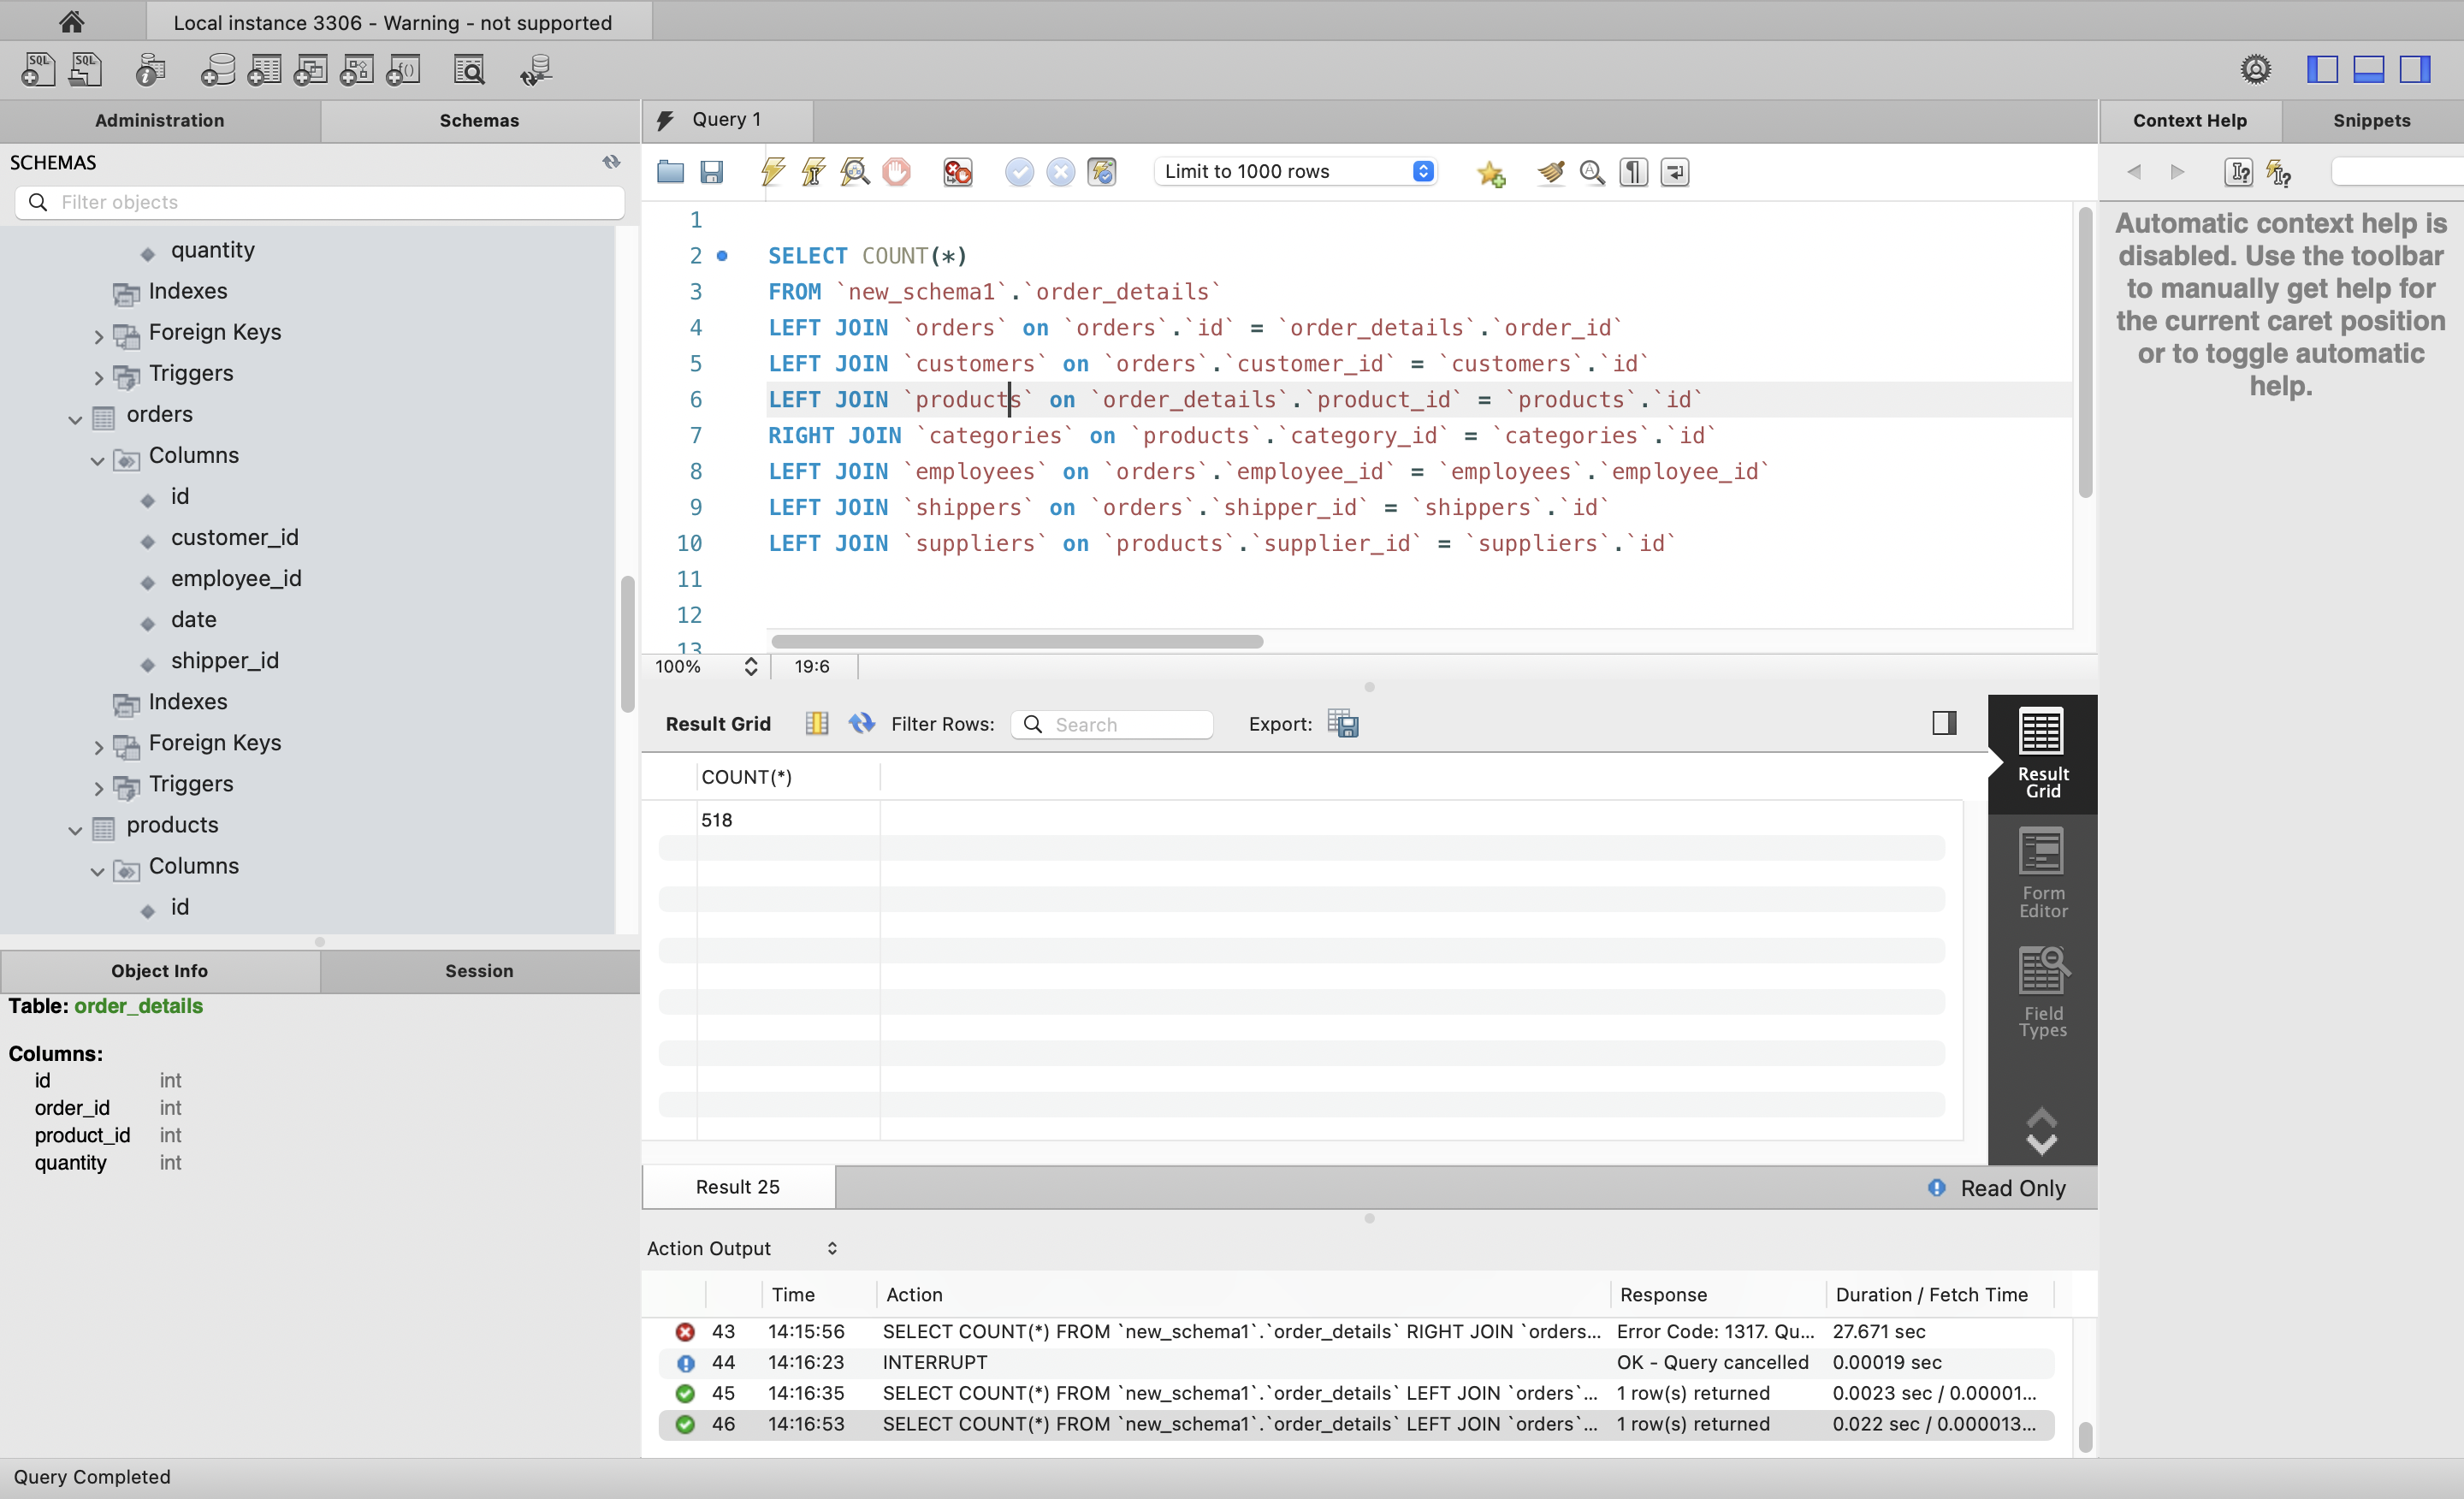 Local instance 3306 - Warning - not supported
SQL
SQL
Administration
Schemas
SCHEMAS
Filter objects
quantity
Indexes
Foreign Keys
Triggers
orders
Columns
id
customer_id
employee_id
date
shipper_id
Indexes
Foreign Keys
Triggers
products
Columns
id
Object Info
Session
Table: order_details
Columns:
id int
order_id int
product_id int
quantity int
Query 1
Limit to 1000 rows
1
2 SELECT COUNT(*)
3 FROM `new_schema1`.`order_details`
4 LEFT JOIN `orders` on `orders`.`id` = `order_details`.`order_id`
5 LEFT JOIN `customers` on `orders`.`customer_id` = `customers`.`id`
6 LEFT JOIN `products` on `order_details`.`product_id` = `products`.`id`
7 RIGHT JOIN `categories` on `products`.`category_id` = `categories`.`id`
8 LEFT JOIN `employees` on `orders`.`employee_id` = `employees`.`employee_id`
9 LEFT JOIN `shippers` on `orders`.`shipper_id` = `shippers`.`id`
10 LEFT JOIN `suppliers` on `products`.`supplier_id` = `suppliers`.`id`
11
12
13
100% 19:6
Result Grid Filter Rows: Search Export:
COUNT(*)
518
Result Grid
Form Editor
Field Types
Result 25
Read Only
Action Output
Time Action Response Duration / Fetch Time
43 14:15:56 SELECT COUNT(*) FROM `new_schema1`.`order_details` RIGHT JOIN `orders... Error Code: 1317. Qu... 27.671 sec
44 14:16:23 INTERRUPT OK - Query cancelled 0.00019 sec
45 14:16:35 SELECT COUNT(*) FROM `new_schema1`.`order_details` LEFT JOIN `orders`... 1 row(s) returned 0.0023 sec / 0.00001...
46 14:16:53 SELECT COUNT(*) FROM `new_schema1`.`order_details` LEFT JOIN `orders`... 1 row(s) returned 0.022 sec / 0.000013...
Context Help
Snippets
Automatic context help is
disabled. Use the toolbar
to manually get help for
the current caret position
or to toggle automatic
help.
Query Completed